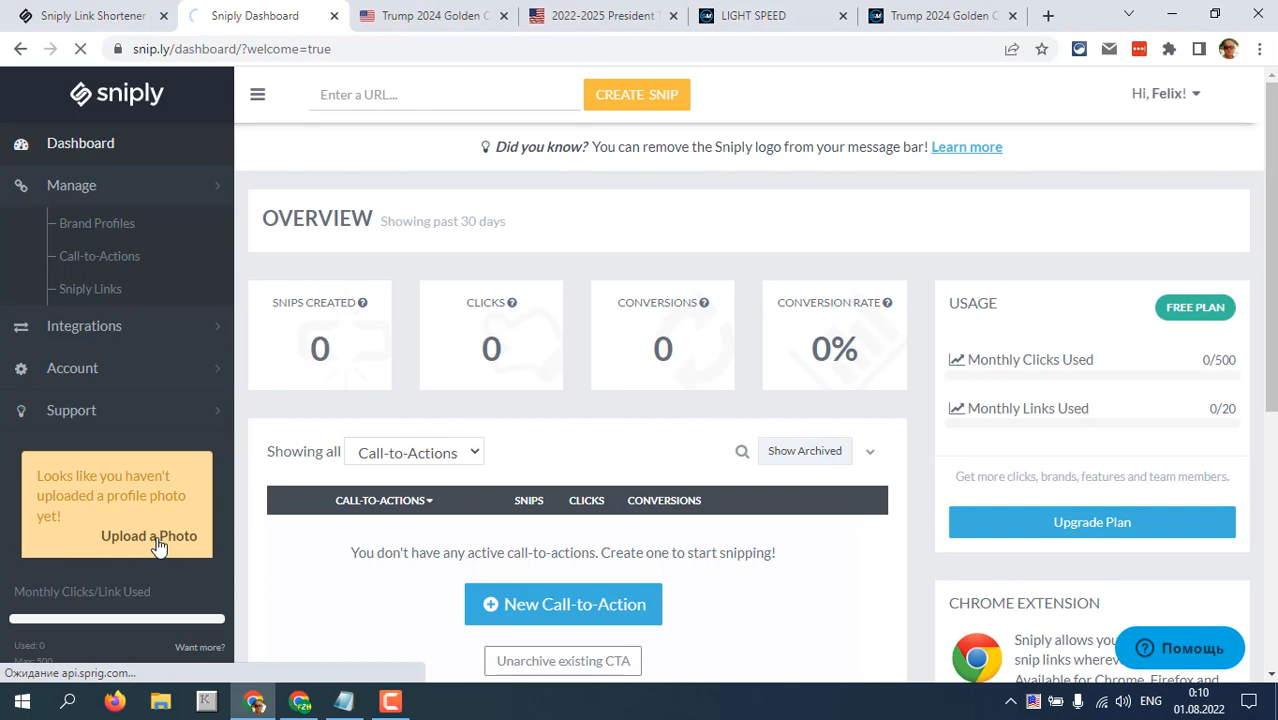 Sniply Link Shortener
Sniply Dashboard
Trump 2024 Golden C
2022-2025 President T
LIGHT SPEED
Trump 2024 Golden C
snip.ly/dashboard/?welcome=true
sniply
Enter a URL...
CREATE SNIP
Hi, Felix!
Dashboard
Did you know? You can remove the Sniply logo from your message bar! Learn more
Manage
Brand Profiles
Call-to-Actions
Sniply Links
Integrations
Account
Support
OVERVIEW Showing past 30 days
SNIPS CREATED
CLICKS
CONVERSIONS
CONVERSION RATE
0
0
0
0%
USAGE
FREE PLAN
Monthly Clicks Used 0/500
Monthly Links Used 0/20
Get more clicks, brands, features and team members.
Upgrade Plan
Showing all Call-to-Actions
Show Archived
CALL-TO-ACTIONS SNIPS CLICKS CONVERSIONS
You don't have any active call-to-actions. Create one to start snipping!
New Call-to-Action
Unarchive existing CTA
Looks like you haven't
uploaded a profile photo
yet!
Upload a Photo
Monthly Clicks/Link Used
Used: 0
Want more?
Max: 500
CHROME EXTENSION
Sniply allows you
snip links wherev
Available for Chrome, Firefox and
Помощь
Ожидание api.sprig.com...
ENG
0:10
01.08.2022